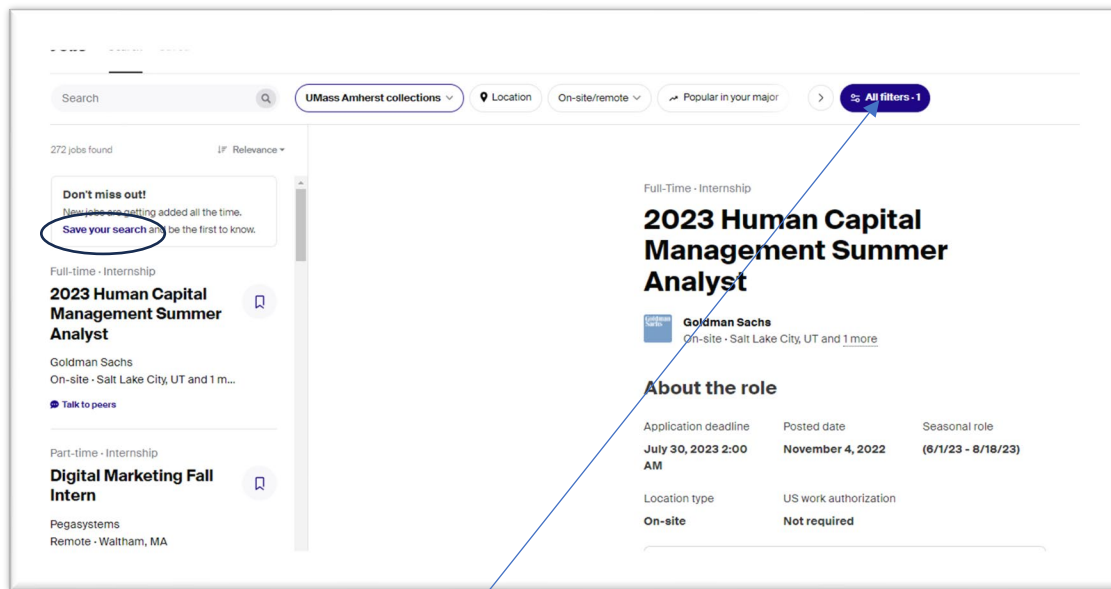 Search
UMass Amherst collections
Location
On-site/remote
Popular in your major
All filters · 1
272 jobs found
Relevance
Don't miss out!
New jobs are getting added all the time.
Save your search and be the first to know.
Full-time · Internship
2023 Human Capital
Management Summer
Analyst
Goldman Sachs
On-site · Salt Lake City, UT and 1 m...
Talk to peers
Part-time · Internship
Digital Marketing Fall
Intern
Pegasystems
Remote · Waltham, MA
Full-Time · Internship
2023 Human Capital
Management Summer
Analyst
Goldman Sachs
Goldman Sachs
On-site · Salt Lake City, UT and 1 more
About the role
Application deadline
July 30, 2023 2:00
AM
Posted date
November 4, 2022
Seasonal role
(6/1/23 - 8/18/23)
Location type
On-site
US work authorization
Not required